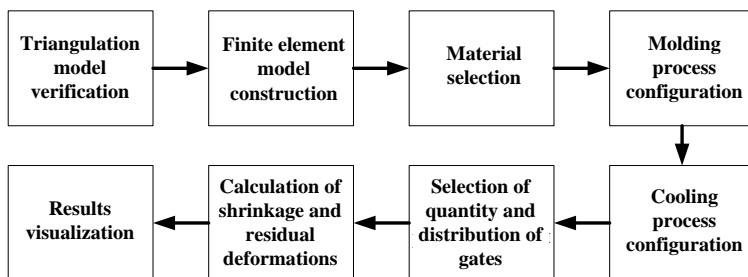 Triangulation
model
verification
Finite element
model
construction
Material
selection
Molding
process
configuration
Cooling
process
configuration
Selection of
quantity and
distribution of
gates
Calculation of
shrinkage and
residual
deformations
Results
visualization